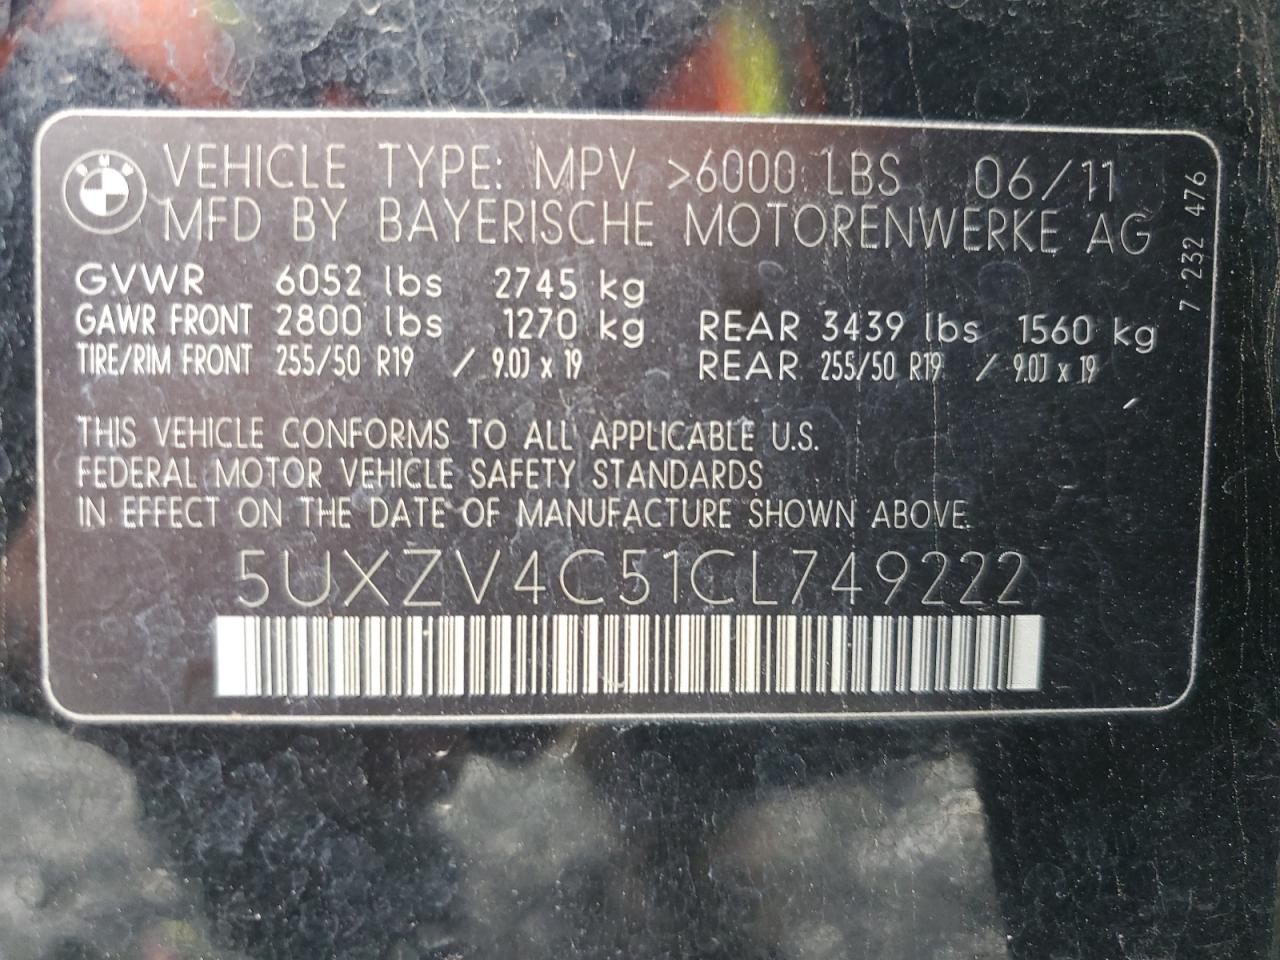 VEHICLE TYPE: MPV >6000 LBS 06/11
MFD BY BAYERISCHE MOTORENWERKE AG
GVWR 6052 lbs 2745 kg
GAWR FRONT 2800 lbs 1270 kg REAR 3439 lbs 1560 kg
TIRE/RIM FRONT 255/50 R19 / 9.0J x 19 REAR 255/50 R19 / 9.0J x 19
THIS VEHICLE CONFORMS TO ALL APPLICABLE U.S.
FEDERAL MOTOR VEHICLE SAFETY STANDARDS
IN EFFECT ON THE DATE OF MANUFACTURE SHOWN ABOVE.
5UXZV4C51CL749222
7 232 476